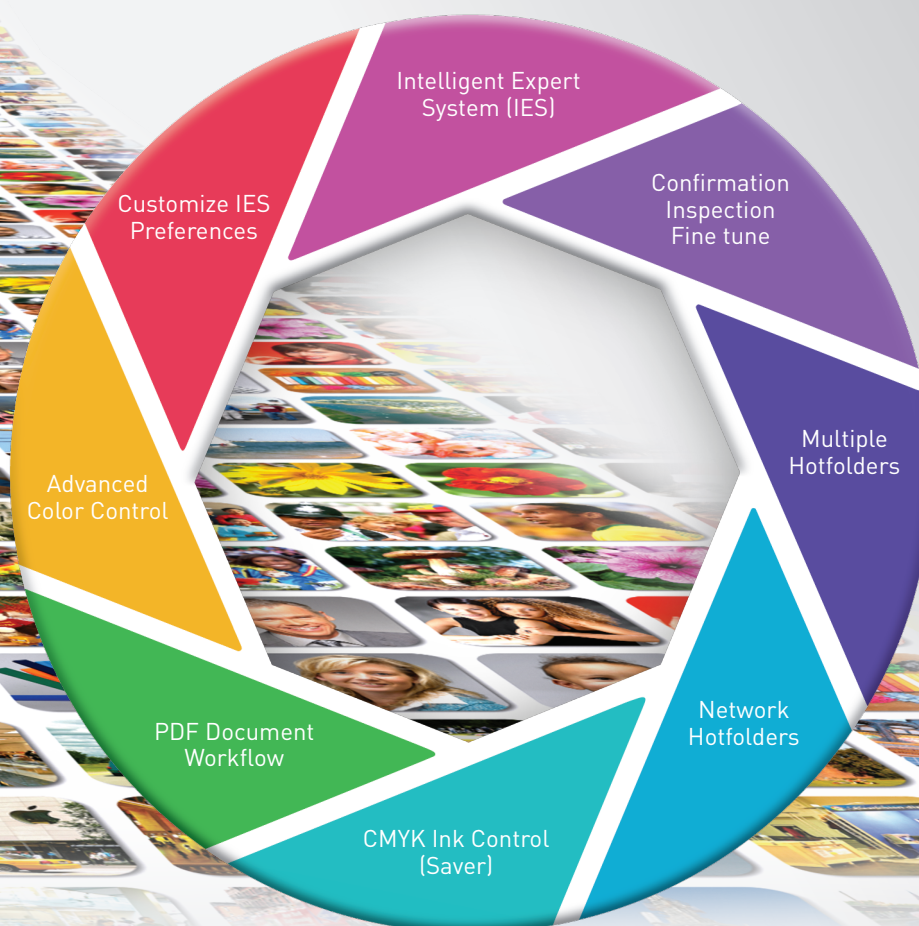 Intelligent Expert
System (IES)
Confirmation
Inspection
Fine tune
Multiple
Hotfolders
Network
Hotfolders
CMYK Ink Control
(Saver)
PDF Document
Workflow
Advanced
Color Control
Customize IES
Preferences